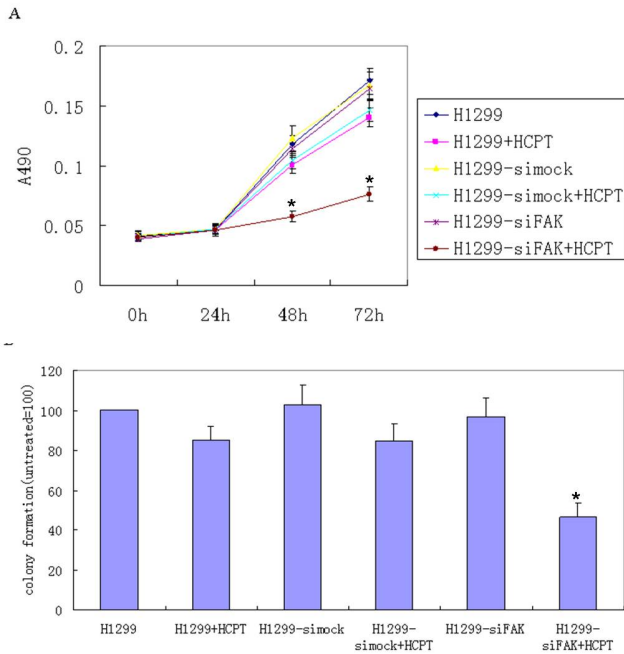 A
0.2
0.15
0.1
0.05
0
A490
0h 24h 48h 72h
* *
H1299
H1299+HCPT
H1299-simock
H1299-simock+HCPT
H1299-siFAK
H1299-siFAK+HCPT
120
100
80
60
40
20
0
colony formation(untreated=100)
*
H1299 H1299+HCPT H1299-simock H1299-simock+HCPT H1299-siFAK H1299-siFAK+HCPT